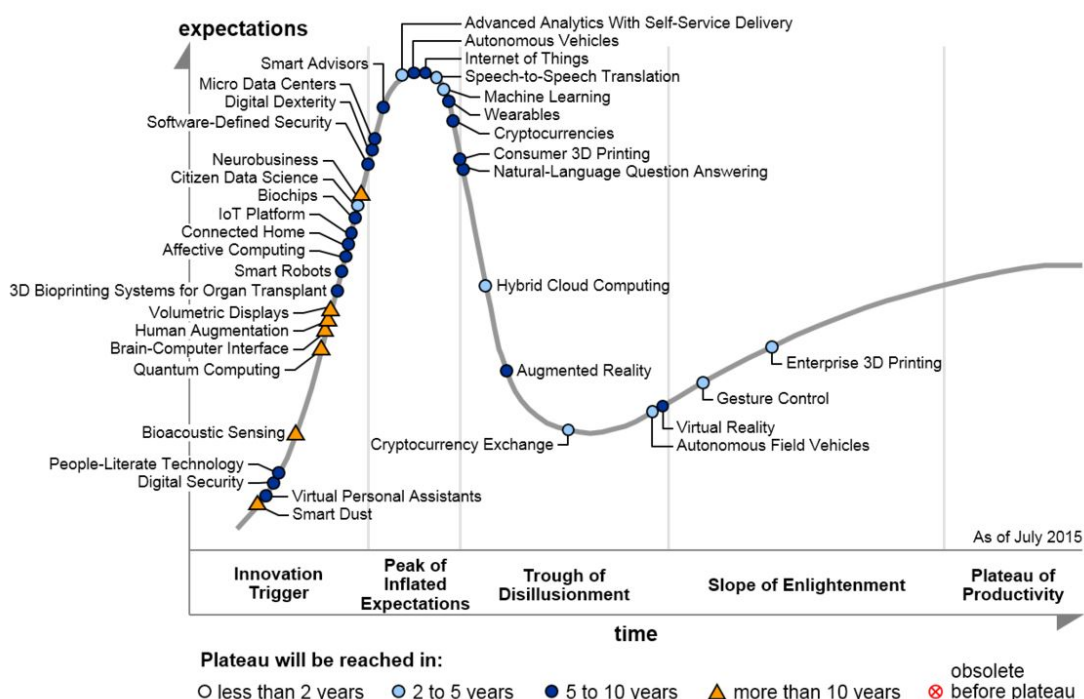 expectations
Advanced Analytics With Self-Service Delivery
Autonomous Vehicles
Internet of Things
Speech-to-Speech Translation
Machine Learning
Wearables
Cryptocurrencies
Consumer 3D Printing
Natural-Language Question Answering
Smart Advisors
Micro Data Centers
Digital Dexterity
Software-Defined Security
Neurobusiness
Citizen Data Science
Biochips
IoT Platform
Connected Home
Affective Computing
Smart Robots
3D Bioprinting Systems for Organ Transplant
Volumetric Displays
Human Augmentation
Brain-Computer Interface
Quantum Computing
Bioacoustic Sensing
People-Literate Technology
Digital Security
Virtual Personal Assistants
Smart Dust
Hybrid Cloud Computing
Augmented Reality
Cryptocurrency Exchange
Enterprise 3D Printing
Gesture Control
Virtual Reality
Autonomous Field Vehicles
As of July 2015
Innovation
Trigger
Peak of
Inflated
Expectations
Trough of
Disillusionment
Slope of Enlightenment
Plateau of
Productivity
time
Plateau will be reached in:
less than 2 years
2 to 5 years
5 to 10 years
more than 10 years
obsolete
before plateau